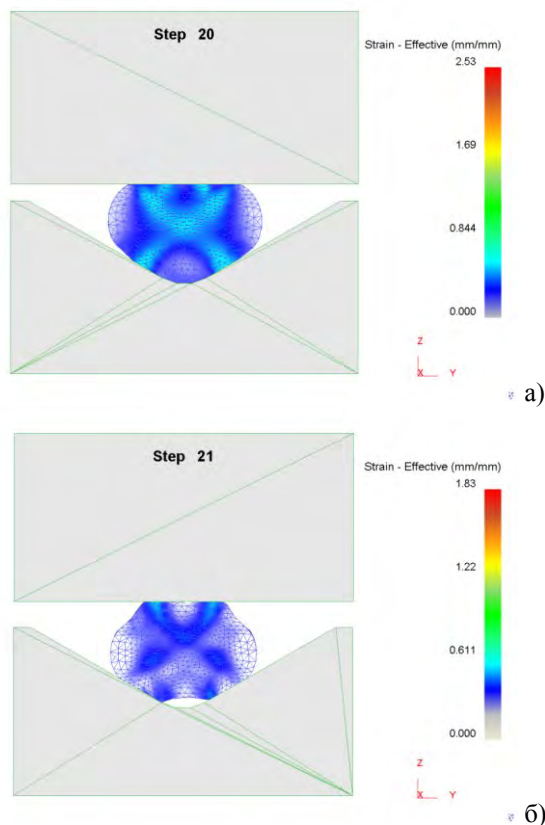 Step 20
Strain - Effective (mm/mm)
2.53
1.69
0.844
0.000
Z
X Y
а)
Step 21
Strain - Effective (mm/mm)
1.83
1.22
0.611
0.000
Z
X Y
б)